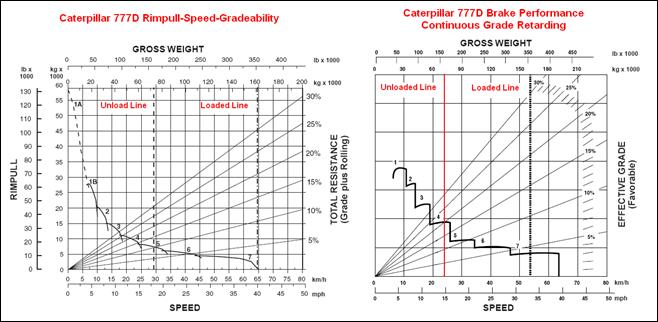 Caterpillar 777D Rimpull-Speed-Gradeability
GROSS WEIGHT
lb x 1000
0 100 200 300 400
kg x 1000 lb x 1000 kg x 1000
0 20 40 60 80 100 120 140 160 180 200
Unload Line Loaded Line
RIMPULL
130 120 110 100 90 80 70 60 50 40 30 20 10 0
60 55 50 45 40 35 30 25 20 15 10 5 0
1A
1B
2
3
4
5
6
7
30%
25%
20%
15%
10%
5%
TOTAL RESISTANCE
(Grade plus Rolling)
0 5 10 15 20 25 30 35 40 45 50 55 60 65 70 75 80 km/h
0 5 10 15 20 25 30 35 40 45 50 mph
SPEED
Caterpillar 777D Brake Performance
Continuous Grade Retarding
GROSS WEIGHT
0 50 100 150 200 250 300 350 400 450 lb x 1000
0 30 60 90 120 150 180 210 kg x 1000
Unloaded Line Loaded Line
30%
25%
20%
15%
10%
5%
1
2
3
4
5
6
7
EFFECTIVE GRADE
(Favorable)
0 10 20 30 40 50 60 70 80 km/h
0 5 10 15 20 25 30 35 40 45 50 mph
SPEED